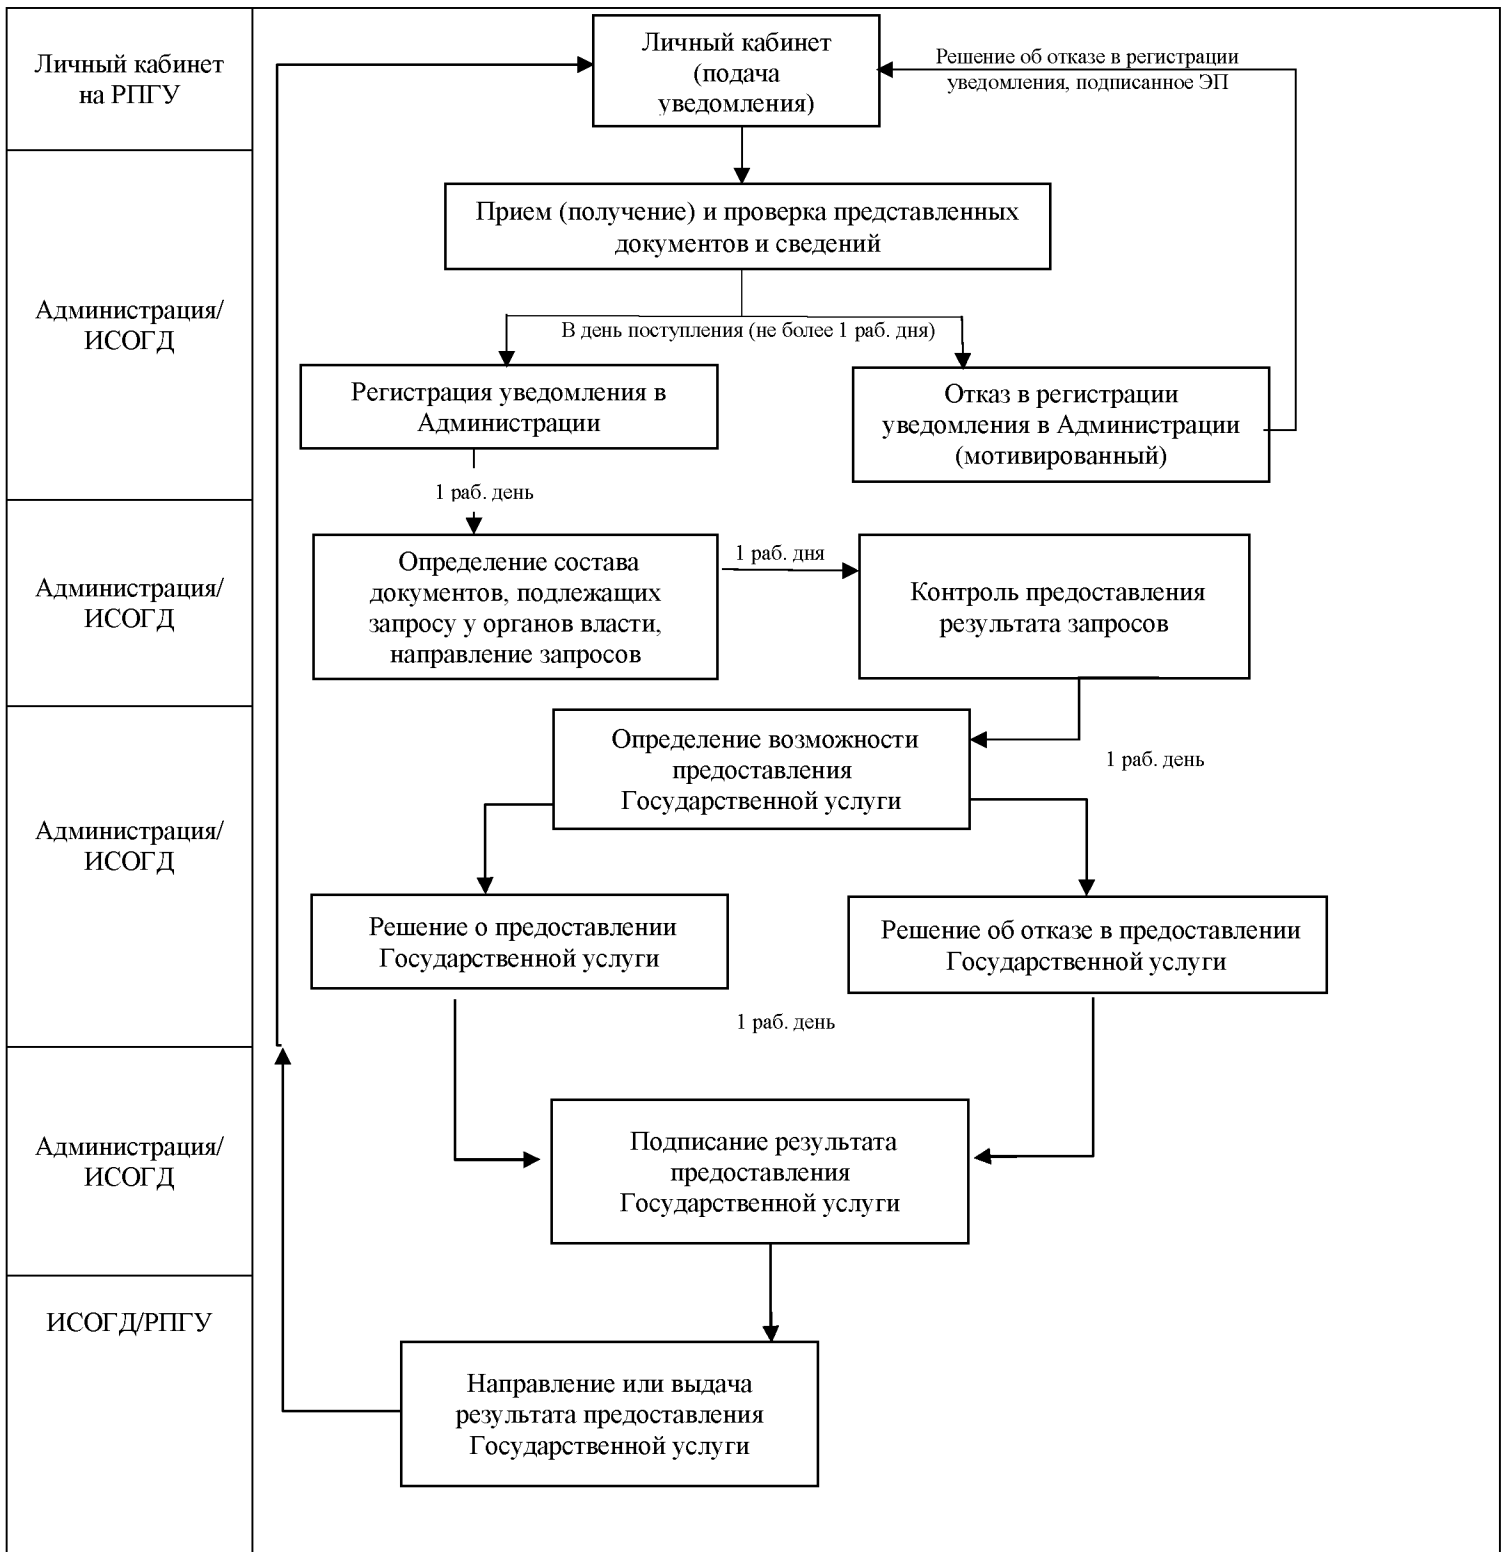 Личный кабинет
на РПГУ
Личный кабинет
(подача
уведомления)
Решение об отказе в регистрации
уведомления, подписанное ЭП
Администрация/
ИСОГД
Прием (получение) и проверка представленных
документов и сведений
В день поступления (не более 1 раб. дня)
Регистрация уведомления в
Администрации
Отказ в регистрации
уведомления в Администрации
(мотивированный)
1 раб. день
Администрация/
ИСОГД
Определение состава
документов, подлежащих
запросу у органов власти,
направление запросов
1 раб. дня
Контроль предоставления
результата запросов
Администрация/
ИСОГД
Определение возможности
предоставления
Государственной услуги
1 раб. день
Решение о предоставлении
Государственной услуги
Решение об отказе в предоставлении
Государственной услуги
1 раб. день
Администрация/
ИСОГД
Подписание результата
предоставления
Государственной услуги
ИСОГД/РПГУ
Направление или выдача
результата предоставления
Государственной услуги